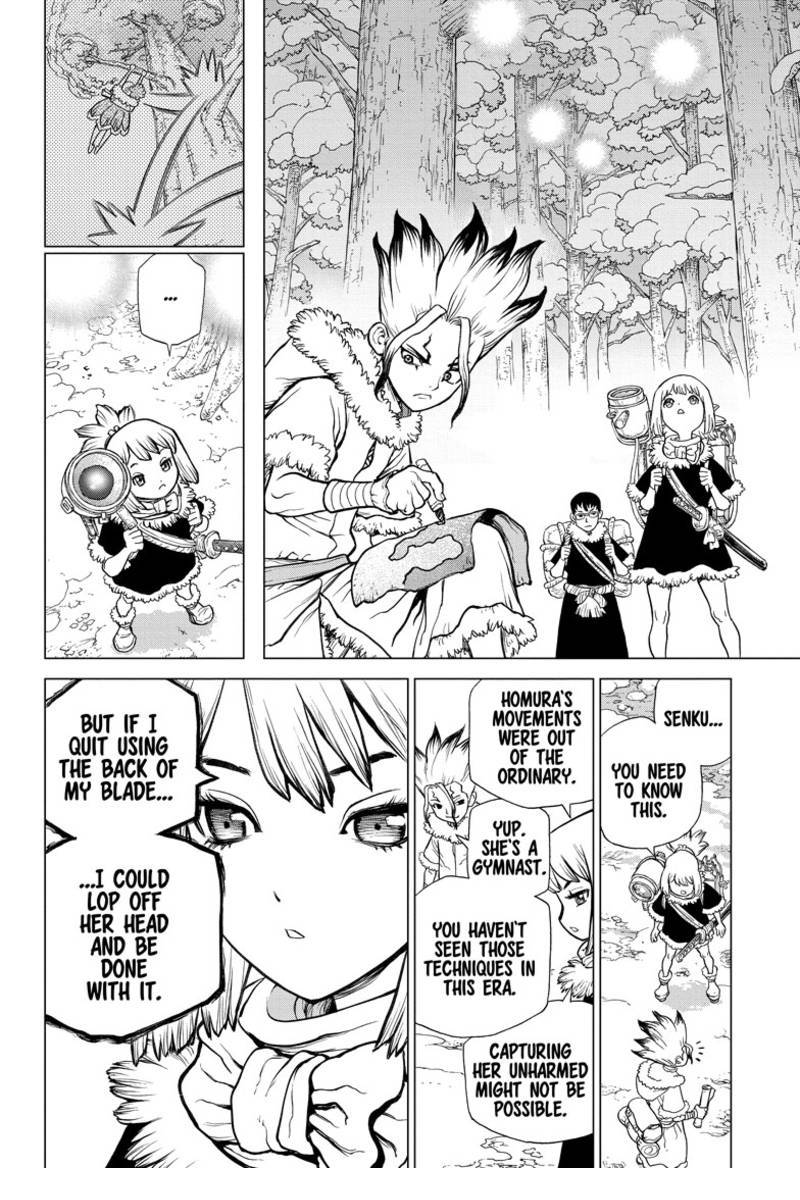 ...
SENKU...
YOU NEED
TO KNOW
THIS.
HOMURA'S
MOVEMENTS
WERE OUT
OF THE
ORDINARY.
YUP.
SHE'S A
GYMNAST.
YOU HAVEN'T
SEEN THOSE
TECHNIQUES IN
THIS ERA.
CAPTURING
HER UNHARMED
MIGHT NOT BE
POSSIBLE.
BUT IF I
QUIT USING
THE BACK OF
MY BLADE...
...I COULD
LOP OFF
HER HEAD
AND BE
DONE
WITH IT.